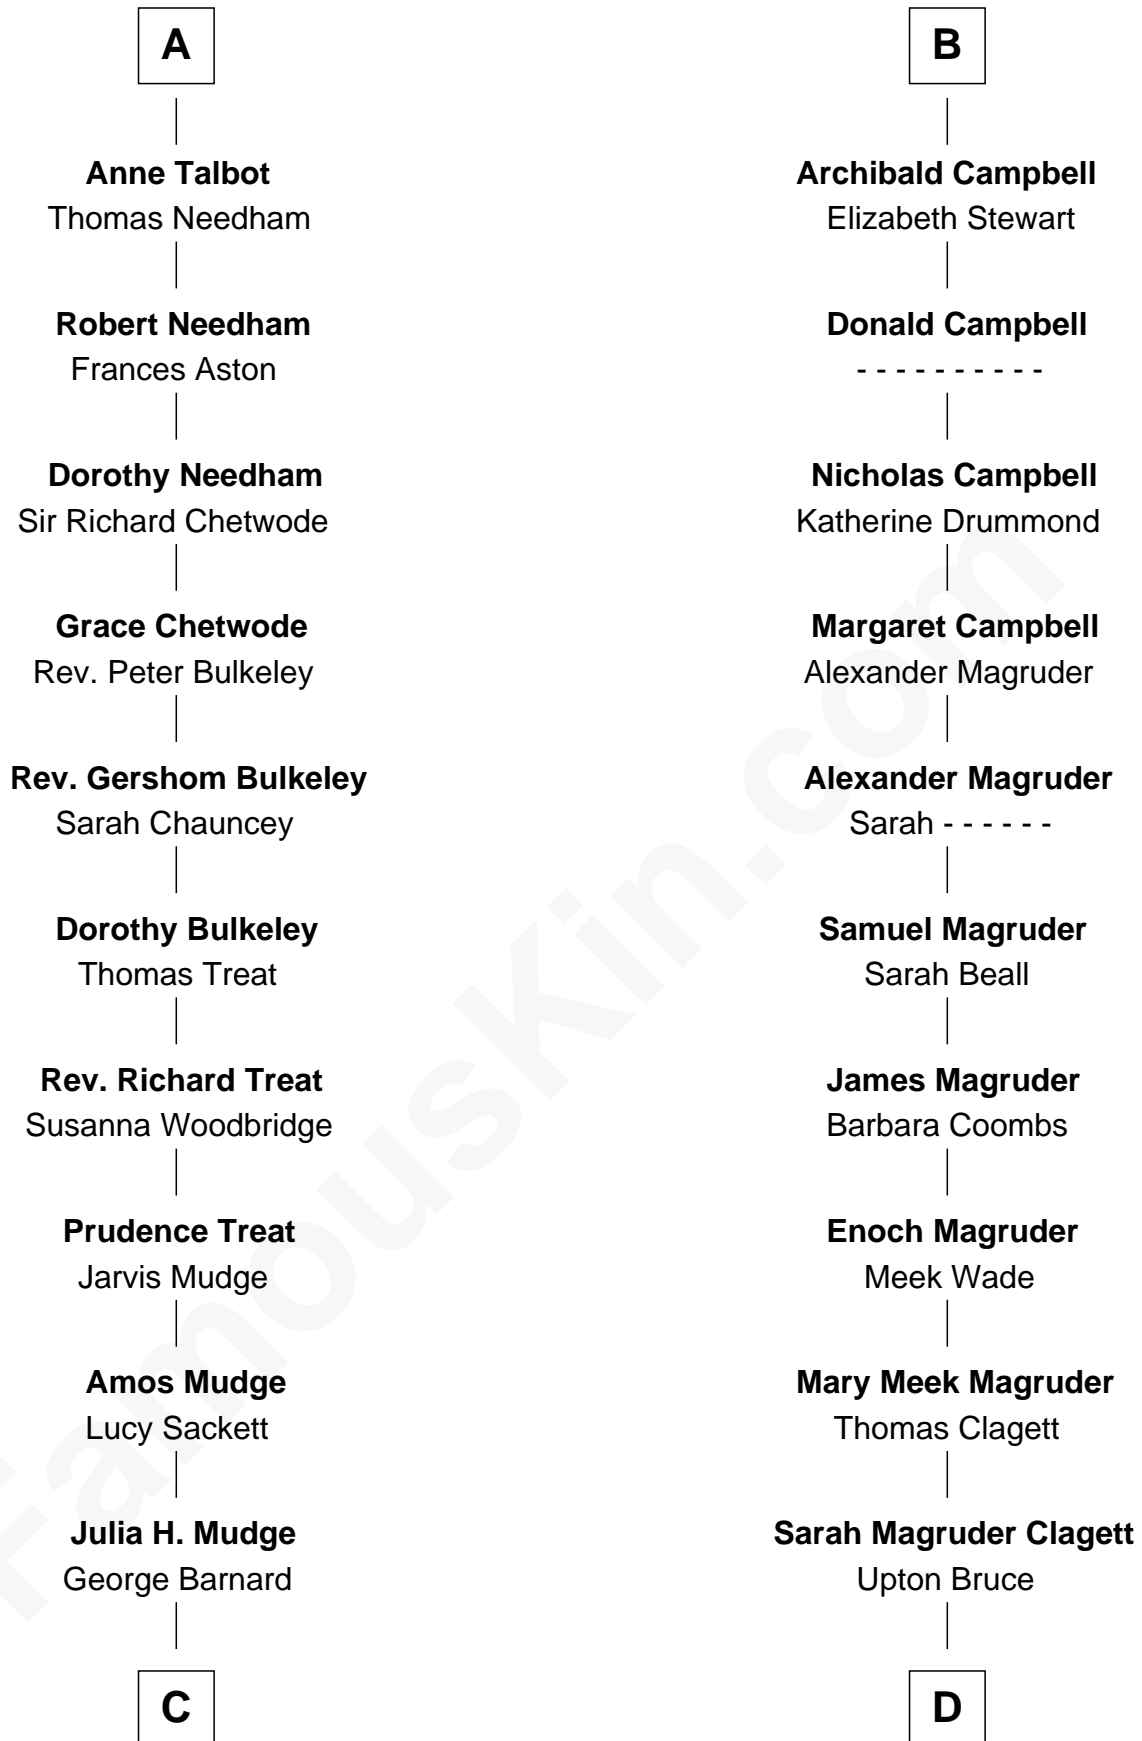 A
Anne Talbot
Thomas Needham
Robert Needham
Frances Aston
Dorothy Needham
Sir Richard Chetwode
Grace Chetwode
Rev. Peter Bulkeley
Rev. Gershom Bulkeley
Sarah Chauncey
Dorothy Bulkeley
Thomas Treat
Rev. Richard Treat
Susanna Woodbridge
Prudence Treat
Jarvis Mudge
Amos Mudge
Lucy Sackett
Julia H. Mudge
George Barnard
C
B
Archibald Campbell
Elizabeth Stewart
Donald Campbell
- - - - - - - - - -
Nicholas Campbell
Katherine Drummond
Margaret Campbell
Alexander Magruder
Alexander Magruder
Sarah - - - - - -
Samuel Magruder
Sarah Beall
James Magruder
Barbara Coombs
Enoch Magruder
Meek Wade
Mary Meek Magruder
Thomas Clagett
Sarah Magruder Clagett
Upton Bruce
D
FamousKin.com